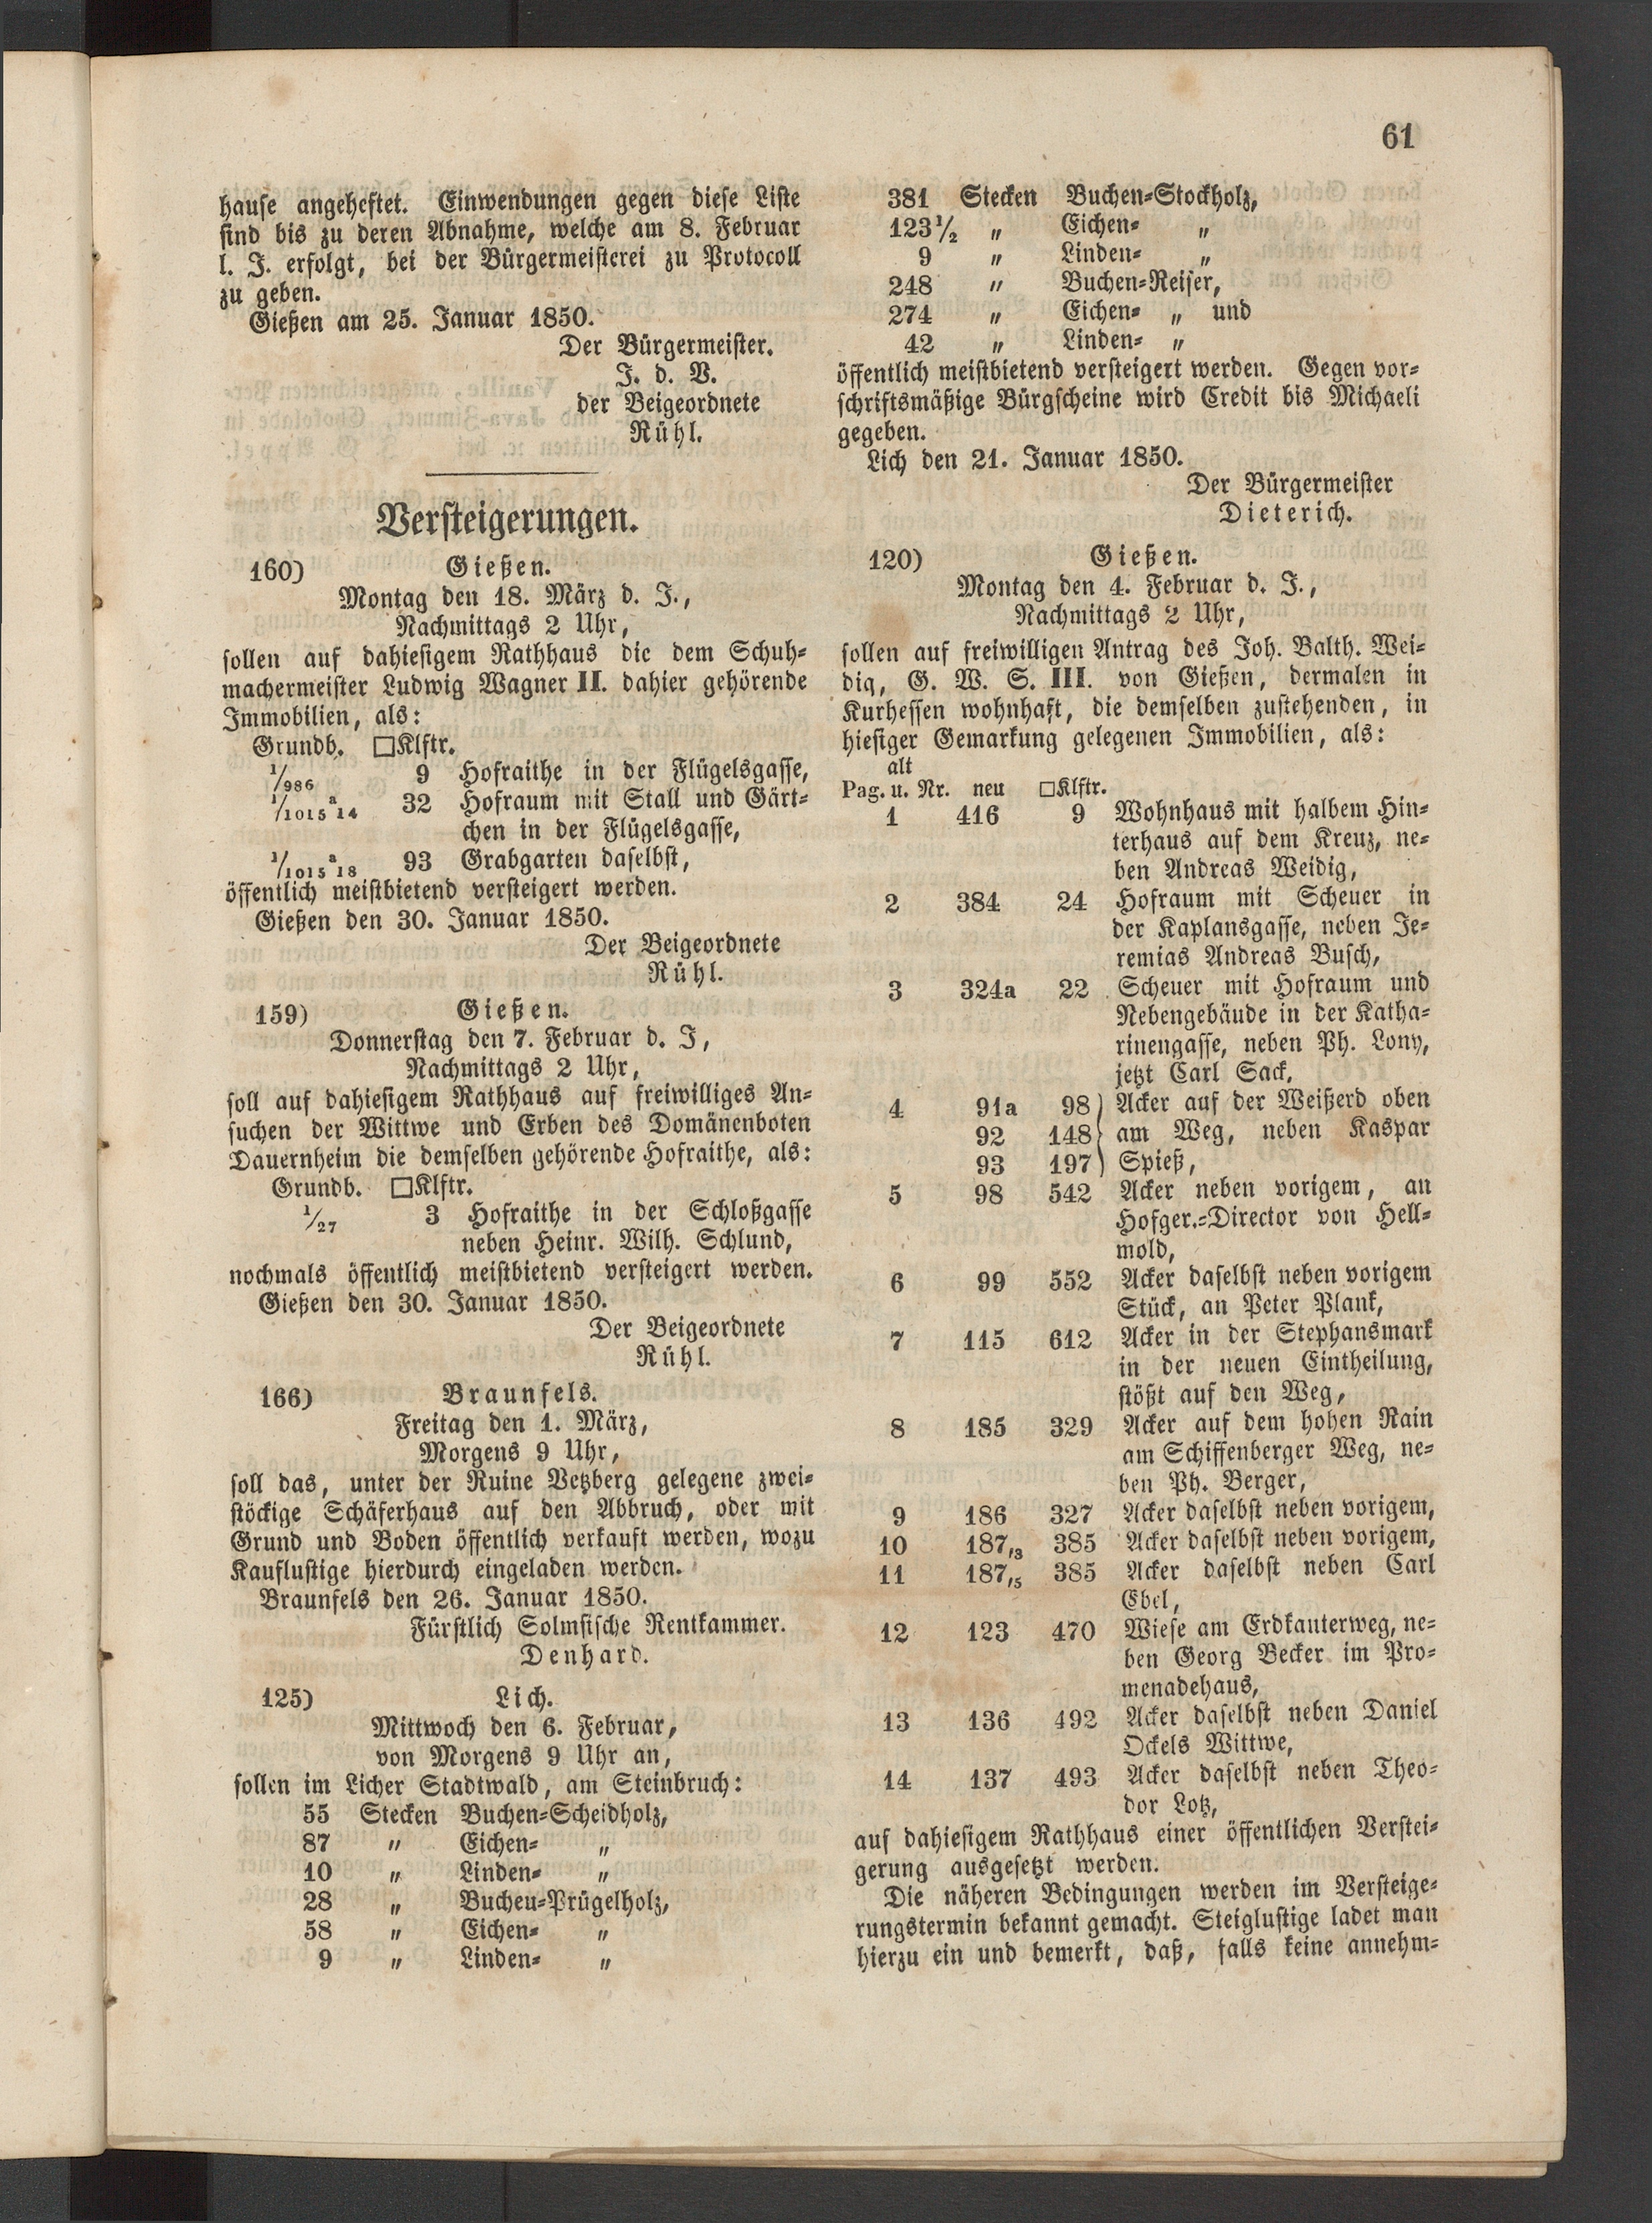 61
hause angeheftet. Einwendungen gegen diese Liste
sind bis zu deren Abnahme, welche am 8. Februar
l. J. erfolgt, bei der Bürgermeisterei zu Protocoll
zu geben.
Gießen am 25. Januar 1850.
Der Bürgermeister.
J. d. V.
der Beigeordnete
Rühl.
Versteigerungen.
160) Gießen.
Montag den 18. März d. J.,
Nachmittags 2 Uhr,
sollen auf dahiesigem Rathhaus die dem Schuh-
machermeister Ludwig Wagner II. dahier gehörende
Immobilien, als:
Grundb. □Klftr.
1/986 9 Hofraithe in der Flügelsgasse,
1/1015 a/14 32 Hofraum mit Stall und Gärt-
chen in der Flügelsgasse,
1/1015 a/18 93 Grabgarten daselbst,
öffentlich meistbietend versteigert werden.
Gießen den 30. Januar 1850.
Der Beigeordnete
Rühl.
159) Gießen.
Donnerstag den 7. Februar d. J,
Nachmittags 2 Uhr,
soll auf dahiesigem Rathhaus auf freiwilliges An-
suchen der Wittwe und Erben des Domänenboten
Dauernheim die demselben gehörende Hofraithe, als:
Grundb. □Klftr.
1/27 3 Hofraithe in der Schloßgasse
neben Heinr. Wilh. Schlund,
nochmals öffentlich meistbietend versteigert werden.
Gießen den 30. Januar 1850.
Der Beigeordnete
Rühl.
166) Braunfels.
Freitag den 1. März,
Morgens 9 Uhr,
soll das, unter der Ruine Vetzberg gelegene zwei-
stöckige Schäferhaus auf den Abbruch, oder mit
Grund und Boden öffentlich verkauft werden, wozu
Kauflustige hierdurch eingeladen werden.
Braunfels den 26. Januar 1850.
Fürstlich Solmsische Rentkammer.
Denhard.
125) Lich.
Mittwoch den 6. Februar,
von Morgens 9 Uhr an,
sollen im Licher Stadtwald, am Steinbruch:
55 Stecken Buchen-Scheidholz,
87 „ Eichen- „
10 „ Linden- „
28 „ Bucheu-Prügelholz,
58 „ Eichen- „
9 „ Linden- „
381 Stecken Buchen-Stockholz,
123½ „ Eichen- „
9 „ Linden- „
248 „ Buchen-Reiser,
274 „ Eichen- „ und
42 „ Linden- „
öffentlich meistbietend versteigert werden. Gegen vor-
schriftsmäßige Bürgscheine wird Credit bis Michaeli
gegeben.
Lich den 21. Januar 1850.
Der Bürgermeister
Dieterich.
120) Gießen.
Montag den 4. Februar d. J.,
Nachmittags 2 Uhr,
sollen auf freiwilligen Antrag des Joh. Balth. Wei-
dig, G. W. S. III. von Gießen, dermalen in
Kurhessen wohnhaft, die demselben zustehenden, in
hiesiger Gemarkung gelegenen Immobilien, als:
alt
Pag. u. Nr. neu □Klftr.
1 416 9 Wohnhaus mit halbem Hin-
terhaus auf dem Kreuz, ne-
ben Andreas Weidig,
2 384 24 Hofraum mit Scheuer in
der Kaplansgasse, neben Je-
remias Andreas Busch,
3 324a 22 Scheuer mit Hofraum und
Nebengebäude in der Katha-
rinengasse, neben Ph. Lony,
jetzt Carl Sack,
4 91a 98) Acker auf der Weißerd oben
92 148} am Weg, neben Kaspar
93 197) Spieß,
5 98 542 Acker neben vorigem, an
Hofger.-Director von Hell-
mold,
6 99 552 Acker daselbst neben vorigem
Stück, an Peter Plank,
7 115 612 Acker in der Stephansmark
in der neuen Eintheilung,
stößt auf den Weg,
8 185 329 Acker auf dem hohen Rain
am Schiffenberger Weg, ne-
ben Ph. Berger,
9 186 327 Acker daselbst neben vorigem,
10 187,3 385 Acker daselbst neben vorigem,
11 187,5 385 Acker daselbst neben Carl
Ebel,
12 123 470 Wiese am Erdkauterweg, ne-
ben Georg Becker im Pro-
menadehaus,
13 136 492 Acker daselbst neben Daniel
Ockels Wittwe,
14 137 493 Acker daselbst neben Theo-
dor Lotz,
auf dahiesigem Rathhaus einer öffentlichen Verstei-
gerung ausgesetzt werden.
Die näheren Bedingungen werden im Versteige-
rungstermin bekannt gemacht. Steiglustige ladet man
hierzu ein und bemerkt, daß, falls keine annehm-